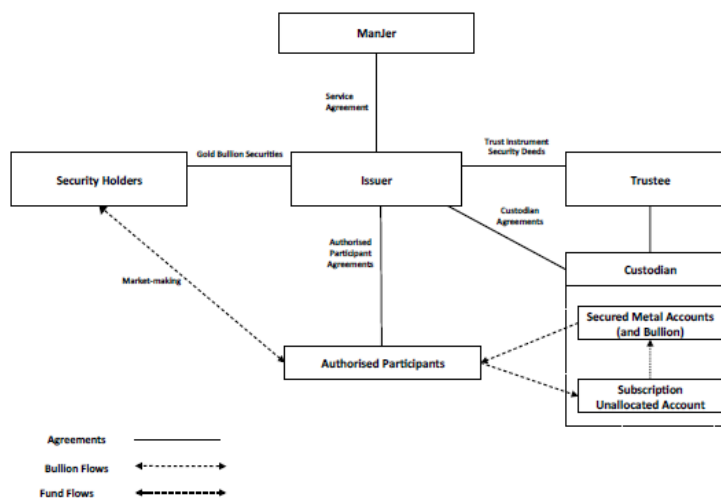 ManJer
Service
Agreement
Gold Bullion Securities
Trust Instrument
Security Deeds
Security Holders
Issuer
Trustee
Custodian
Agreements
Authorised
Participant
Agreements
Custodian
Market-making
Secured Metal Accounts
(and Bullion)
Authorised Participants
Subscription
Unallocated Account
Agreements
Bullion Flows
Fund Flows